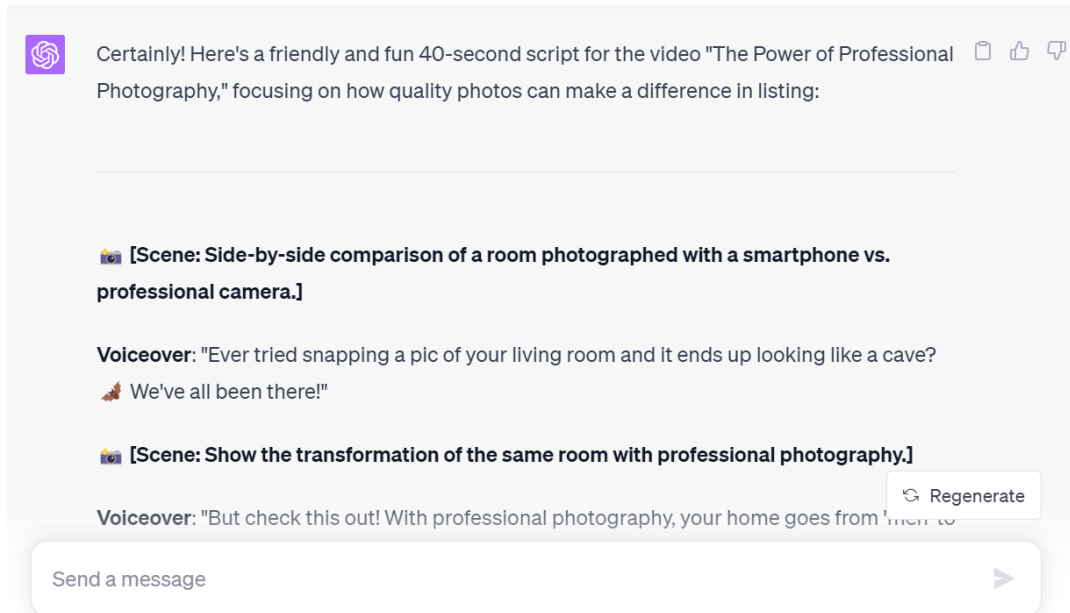 Certainly! Here's a friendly and fun 40-second script for the video "The Power of Professional
Photography," focusing on how quality photos can make a difference in listing:
📸 [Scene: Side-by-side comparison of a room photographed with a smartphone vs.
professional camera.]
Voiceover: "Ever tried snapping a pic of your living room and it ends up looking like a cave?
🦇 We've all been there!"
📸 [Scene: Show the transformation of the same room with professional photography.]
Regenerate
Voiceover: "But check this out! With professional photography, your home goes from 'meh' to
Send a message